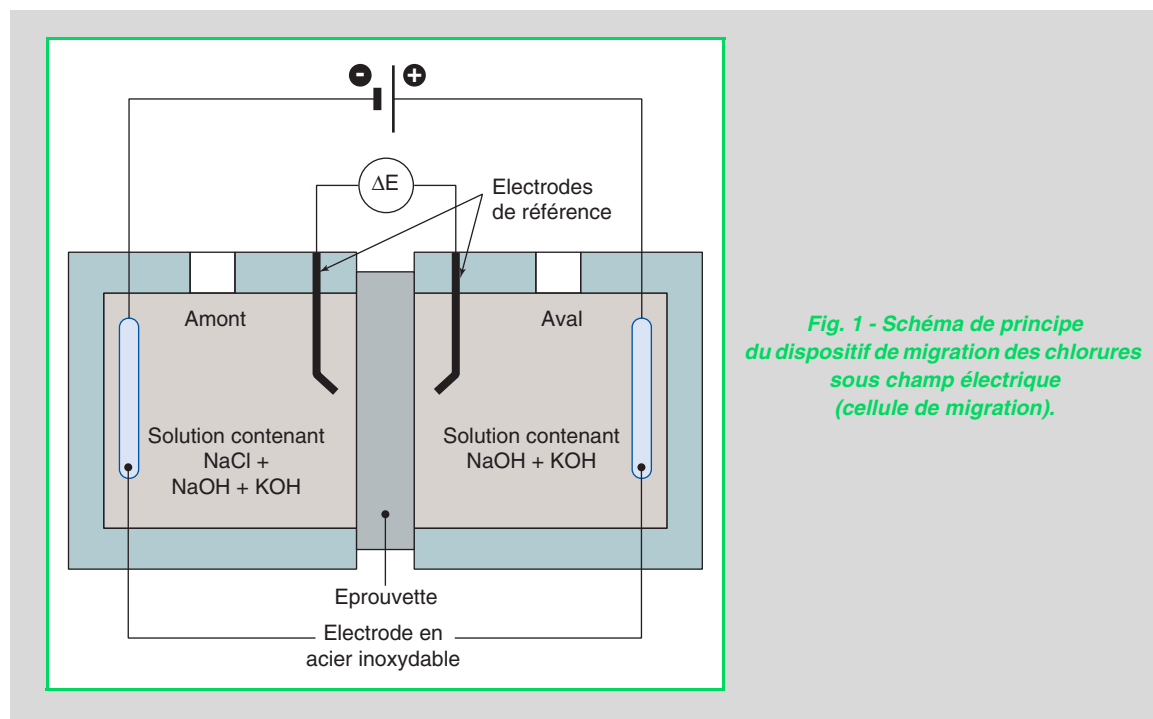 - +
ΔE
Electrodes
de référence
Amont
Aval
Solution contenant
NaCl +
NaOH + KOH
Solution contenant
NaOH + KOH
Eprouvette
Electrode en
acier inoxydable
Fig. 1 - Schéma de principe
du dispositif de migration des chlorures
sous champ électrique
(cellule de migration).